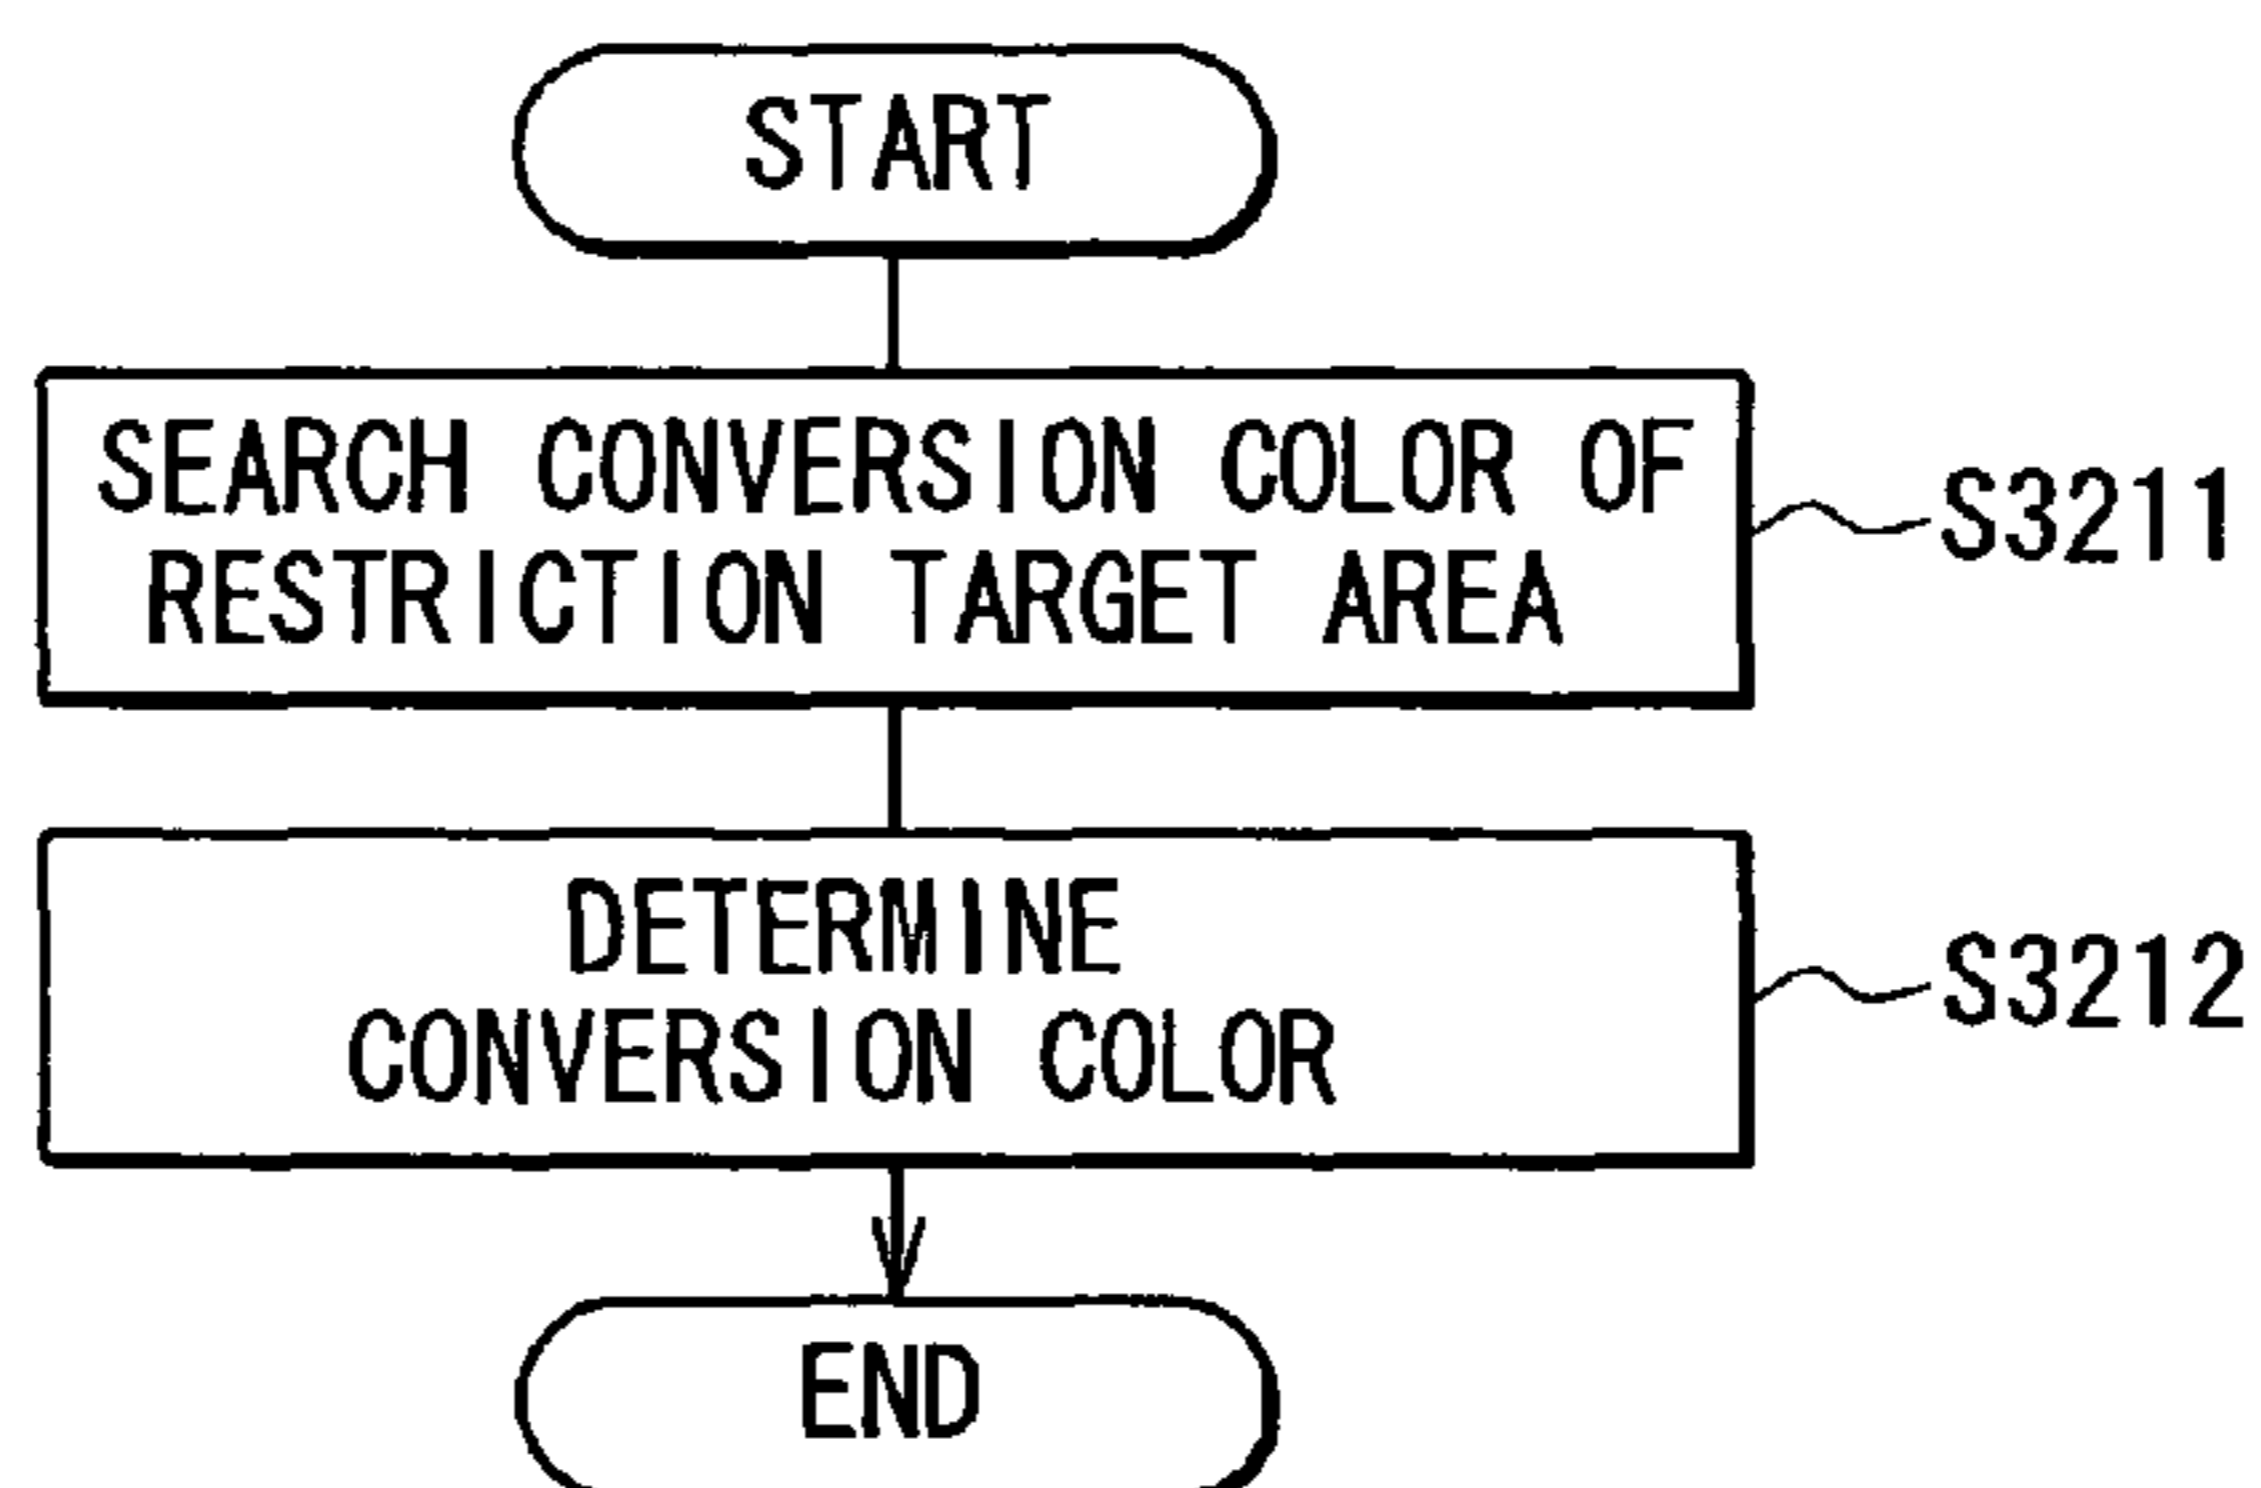 START
SEARCH CONVERSION COLOR OF
RESTRICTION TARGET AREA
S3211
DETERMINE
CONVERSION COLOR
S3212
END